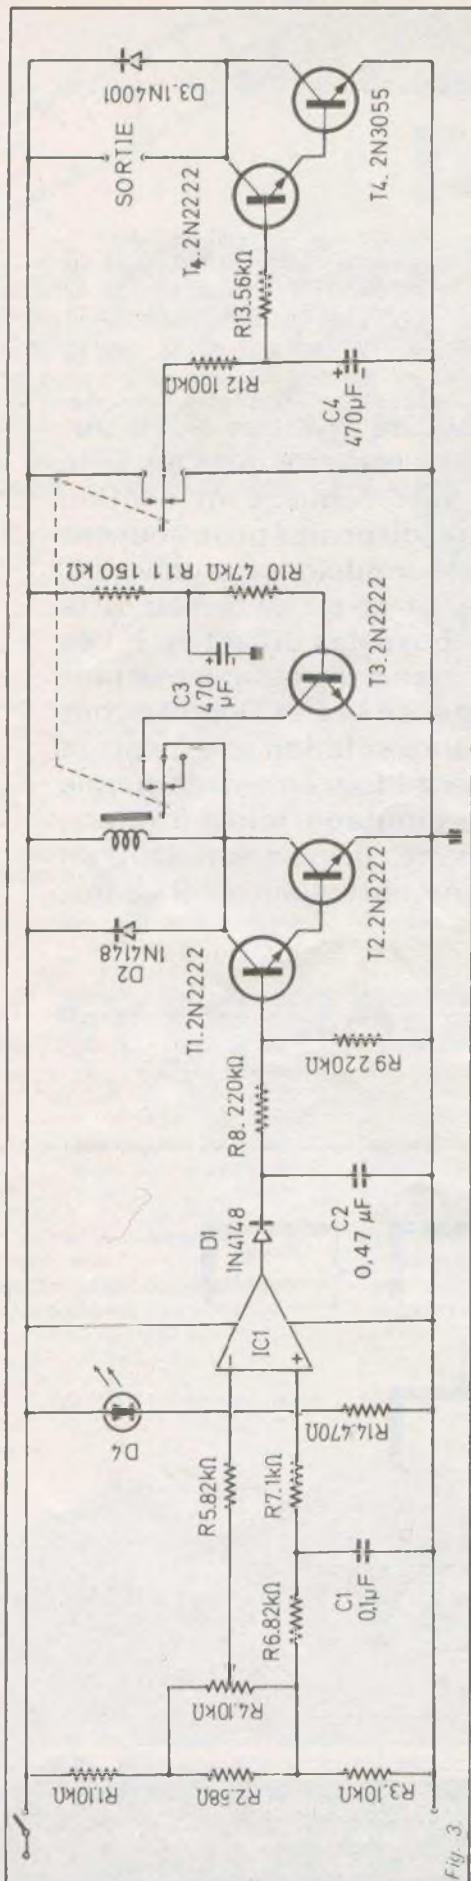 Fig. 3
R1.10kΩ
R2.58Ω
R3.10kΩ
R4.10kΩ
R5.82kΩ
R6.82kΩ
R7.1kΩ
C1
0,1µF
D4
R14.470Ω
IC1
-
+
D1
1N4148
C2
0,47 µF
R8. 220kΩ
R9 220kΩ
T1.2N2222
D2
1N4148
T2.2N2222
C3
470
µF
+
-
R11 150 kΩ
R10 47kΩ
T3.2N2222
R12 100kΩ
R13.56kΩ
C4
470µF
+
-
T4.2N2222
SORTIE
D3.1N4001
T4. 2N3055